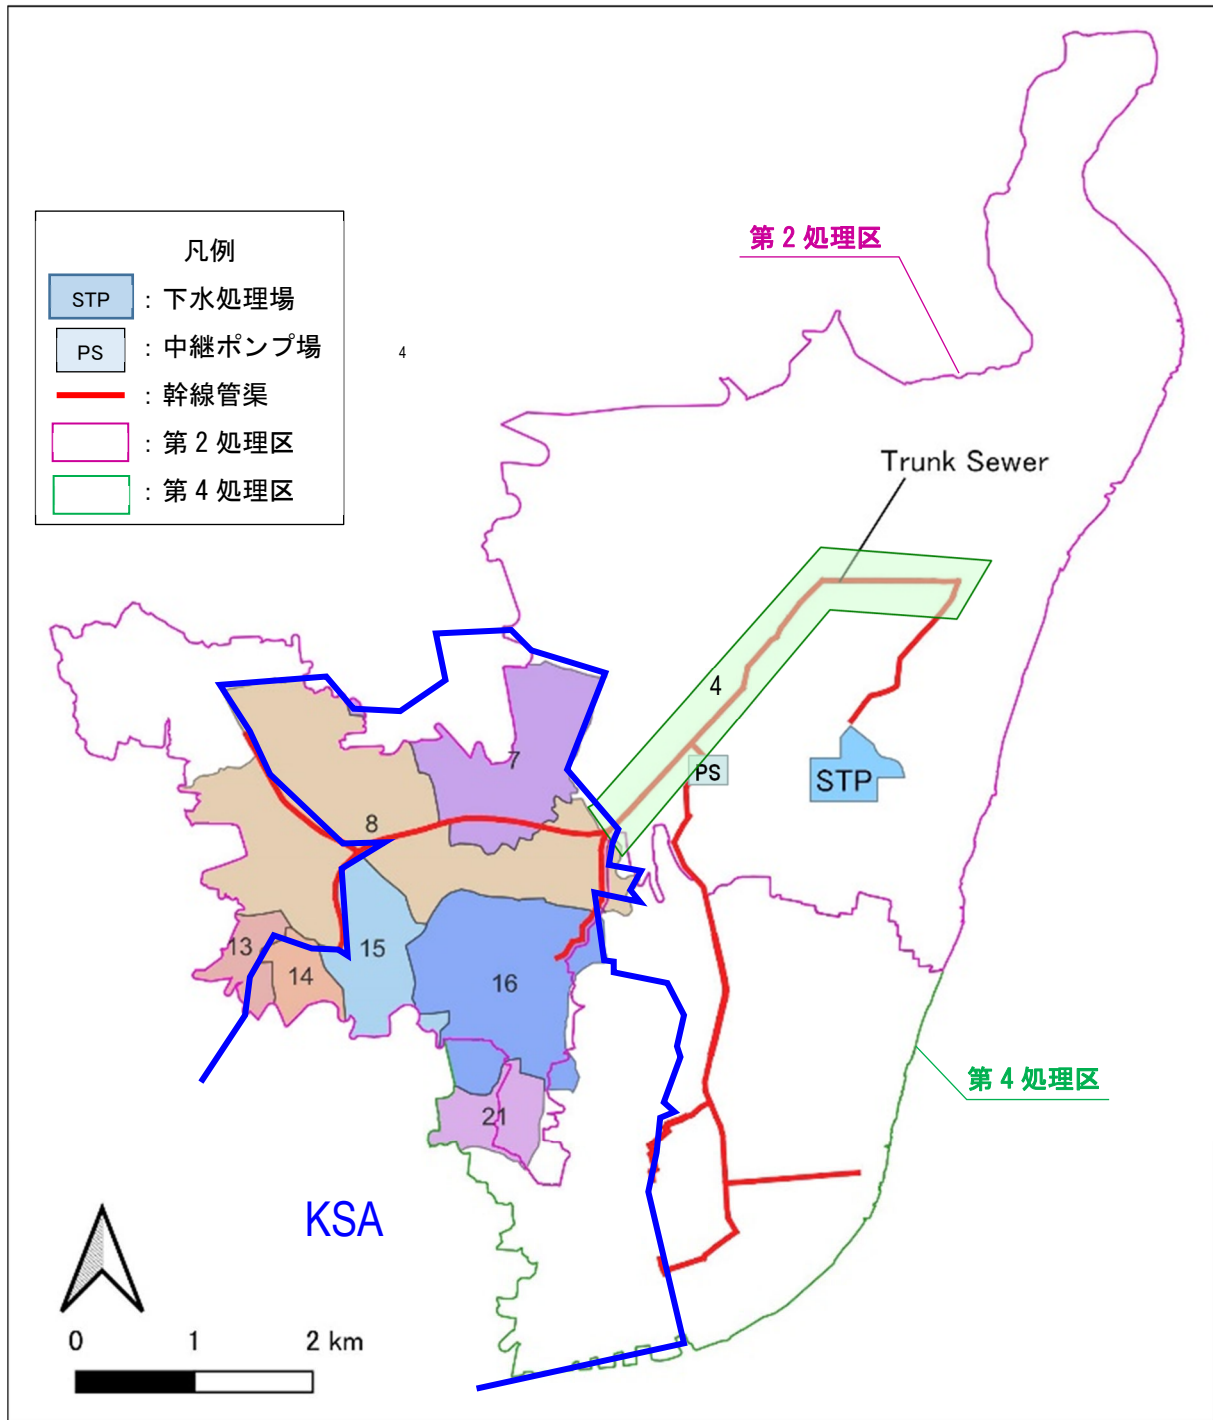 第2処理区
凡例
STP : 下水処理場
PS : 中継ポンプ場
4
: 幹線管渠
: 第2処理区
: 第4処理区
Trunk Sewer
4
7
PS
STP
8
13
14
15
16
第4処理区
21
KSA
0 1 2 km